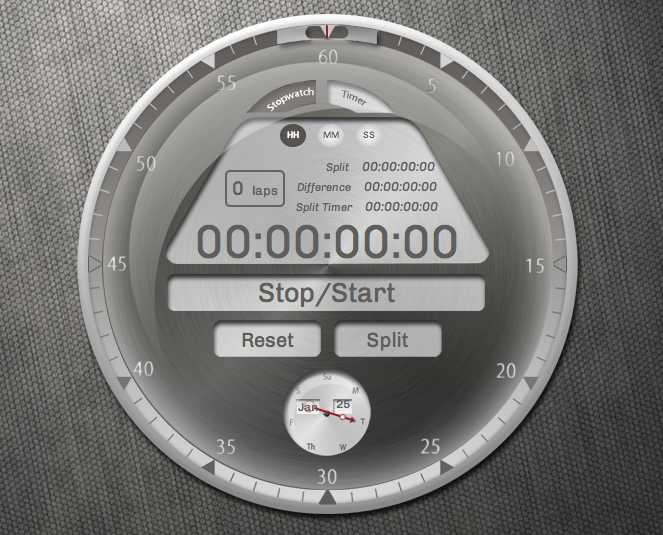 60
55
5
Stopwatch
Timer
HH
MM
SS
50
10
Split 00:00:00:00
0 laps
Difference 00:00:00:00
Split Timer 00:00:00:00
00:00:00:00
45
15
Stop/Start
Reset
Split
40
20
Su
S
M
Jan
25
F
T
Th
W
35
25
30